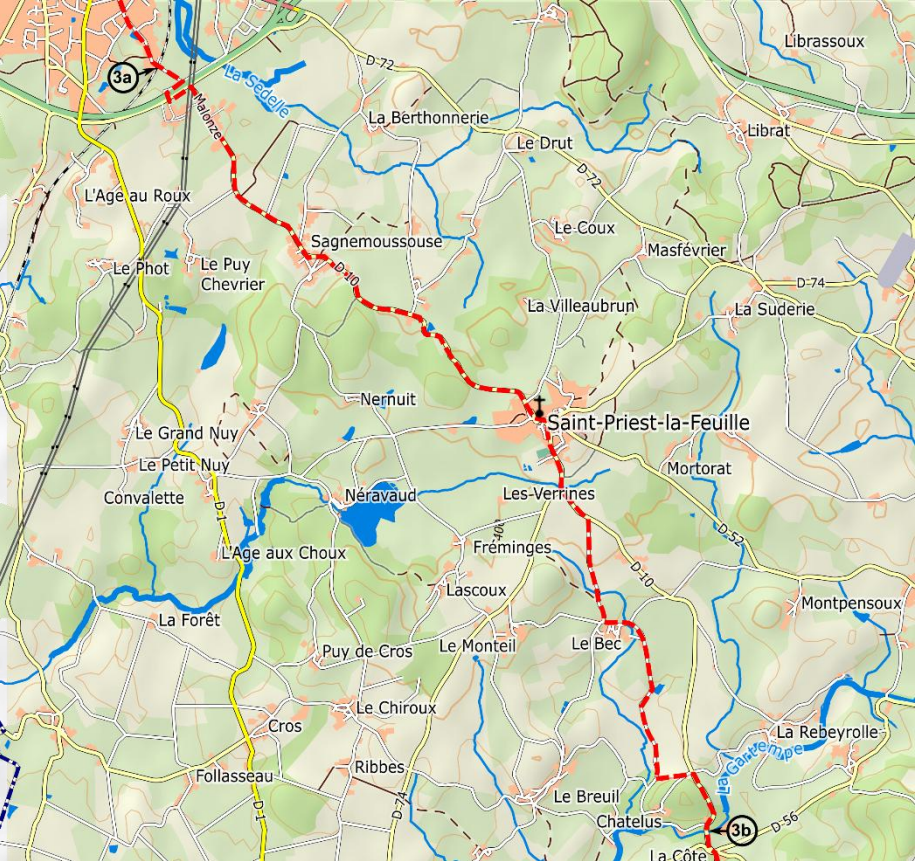 Librassoux
D-72
3a
La Sédelle
Malonze
La Berthonnerie
Librat
Le Drut
D-72
L'Age au Roux
Le Coux
Sagnemoussouse
Masfévrier
Le Phot
Le Puy
Chevrier
D-10
D-74
La Villeaubrun
La Suderie
Nernuit
Saint-Priest-la-Feuille
Le Grand Nuy
Le Petit Nuy
Mortorat
Convalette
Néravaud
Les Verrines
D-1
400
D-52
L'Age aux Choux
Fréminges
D-10
Lascoux
Montpensoux
La Forêt
Le Monteil
Le Bec
Puy de Cros
Le Chiroux
Cros
La Rebeyrolle
La Gartempe
Ribbes
Follasseau
D-74
Le Breuil
D-1
Chatelus
3b
D-56
La Côte